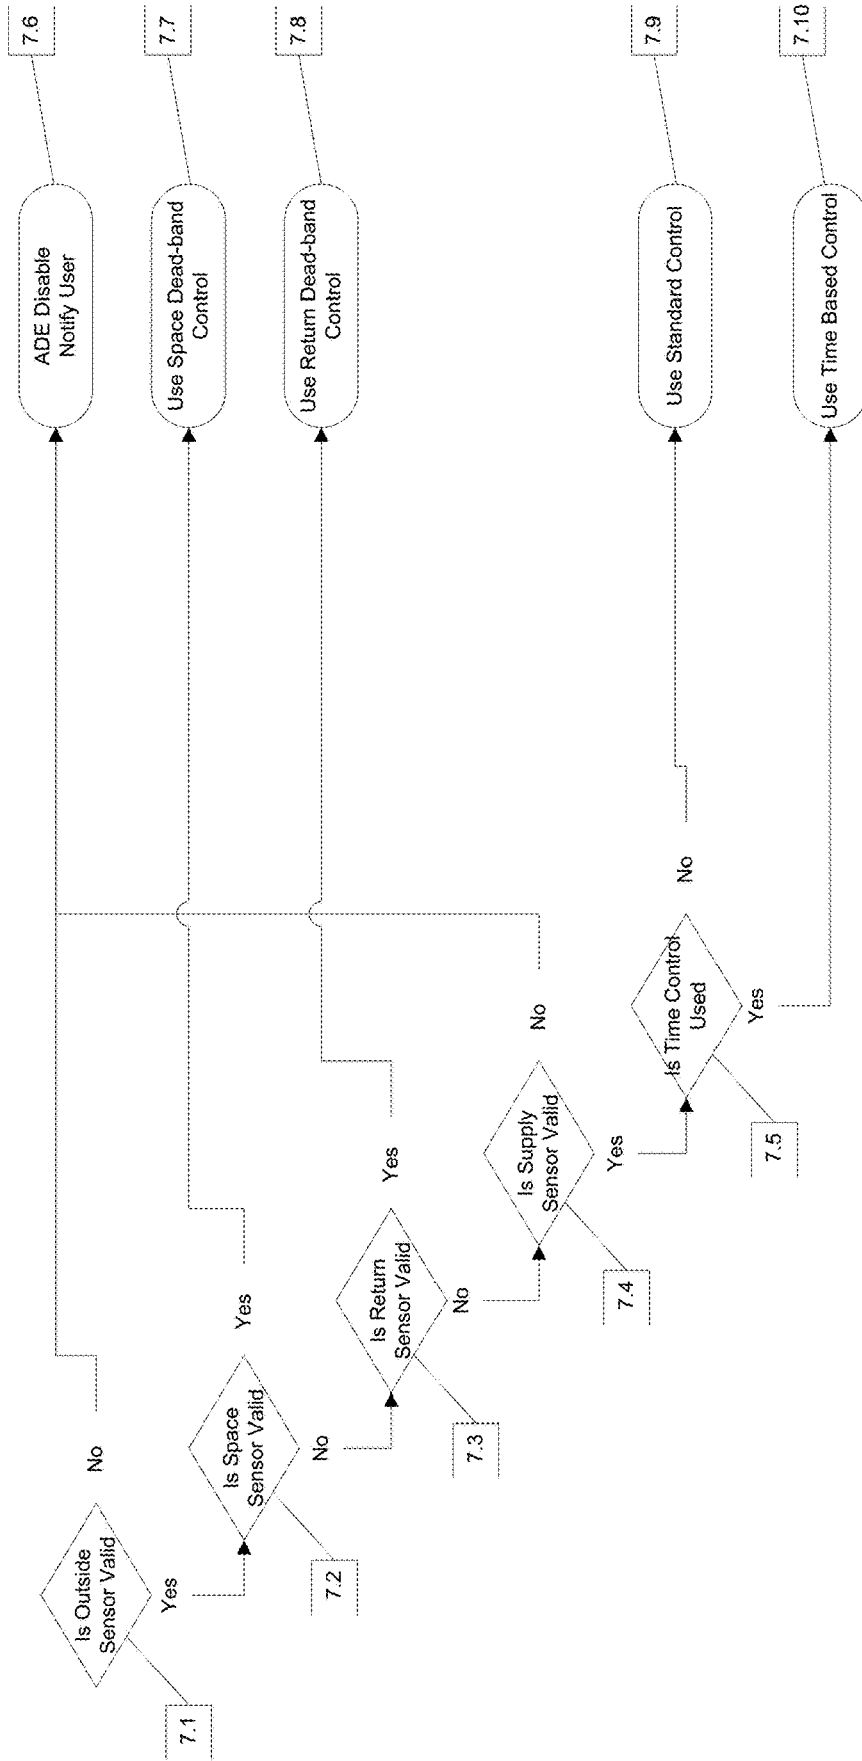 Is Outside
Sensor Valid
7.1
No
Yes
ADE Disable
Notify User
7.6
Is Space
Sensor Valid
7.2
Yes
No
Use Space Dead-band
Control
7.7
Is Return
Sensor Valid
7.3
Yes
No
Use Return Dead-band
Control
7.8
Is Supply
Sensor Valid
7.4
No
Yes
Is Time Control
Used
7.5
No
Yes
Use Standard Control
7.9
Use Time Based Control
7.10